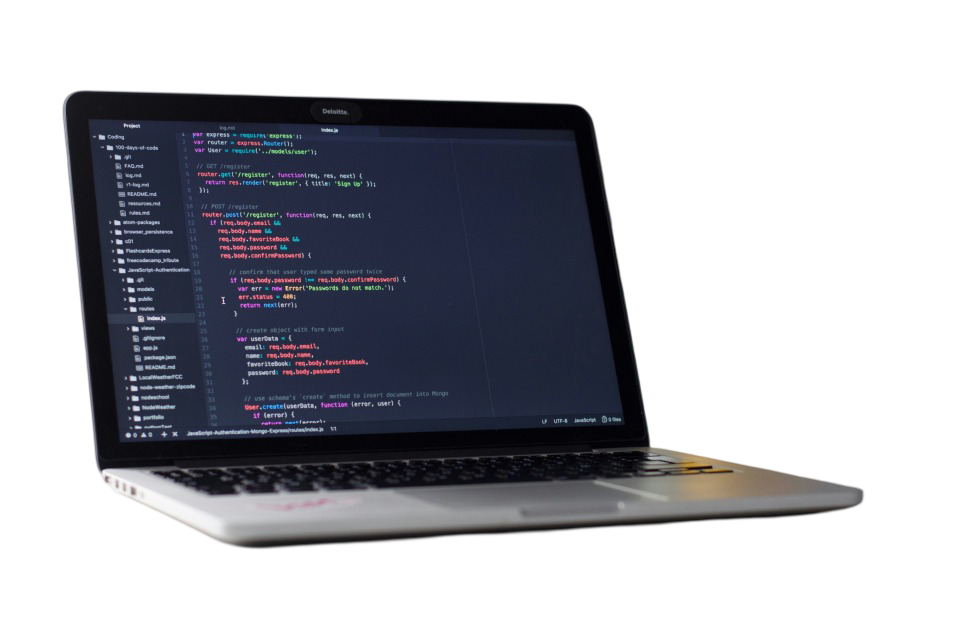 Deloitte.
Project
Coding
100-days-of-code
.git
FAQ.md
log.md
r1-log.md
README.md
resources.md
rules.md
atom-packages
browser_persistence
c01
FlashcardsExpress
freecodecamp_tribute
JavaScript-Authentication
.git
models
public
routes
index.js
views
.gitignore
app.js
package.json
README.md
LocalWeatherFCC
node-weather-zipcode
nodeschool
NodeWeather
portfolio
log.md
index.js
1 var express = require('express');
2 var router = express.Router();
3 var User = require('../models/user');
4
5 // GET /register
6 router.get('/register', function(req, res, next) {
7 return res.render('register', { title: 'Sign Up' });
8 });
9
10 // POST /register
11 router.post('/register', function(req, res, next) {
12 if (req.body.email &&
13 req.body.name &&
14 req.body.favoriteBook &&
15 req.body.password &&
16 req.body.confirmPassword) {
17
18 // confirm that user typed same password twice
19 if (req.body.password !== req.body.confirmPassword) {
20 var err = new Error('Passwords do not match.');
21 err.status = 400;
22 return next(err);
23 }
24
25 // create object with form input
26 var userData = {
27 email: req.body.email,
28 name: req.body.name,
29 favoriteBook: req.body.favoriteBook,
30 password: req.body.password
31 };
32
33 // use schema's `create` method to insert document into Mongo
34 User.create(userData, function (error, user) {
35 if (error) {
36 return next(error);
0 0
JavaScript-Authentication-Mongo-Express/routes/index.js 1/1
LF UTF-8 JavaScript 0 files